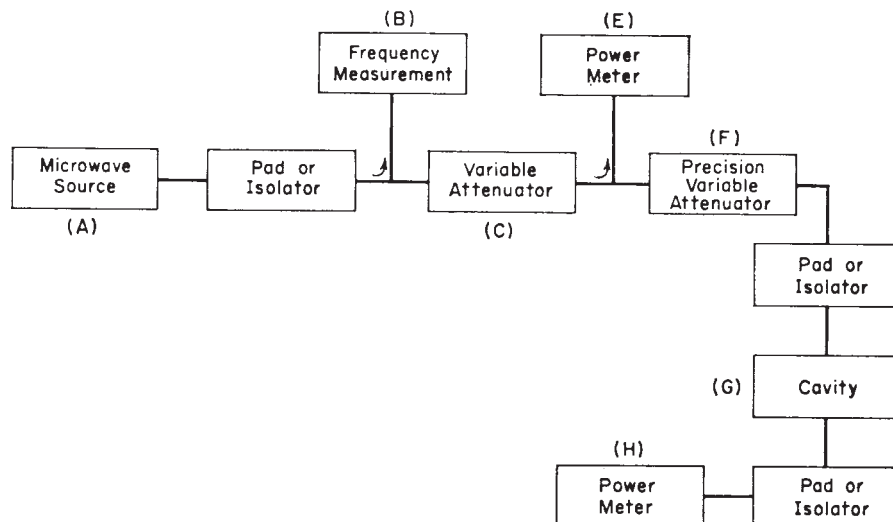 (B)
Frequency
Measurement
(E)
Power
Meter
Microwave
Source
(A)
Pad or
Isolator
Variable
Attenuator
(C)
(F)
Precision
Variable
Attenuator
Pad or
Isolator
(G)
Cavity
(H)
Power
Meter
Pad or
Isolator